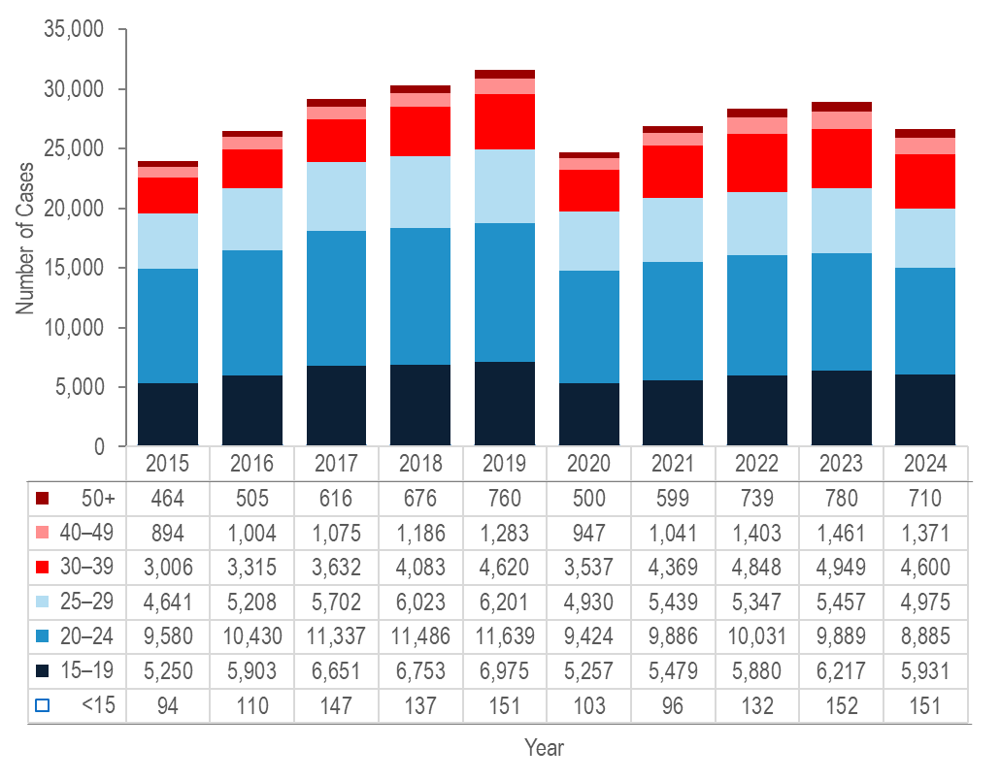 35,000
30,000
25,000
20,000
15,000
10,000
5,000
0
Number of Cases
2015 2016 2017 2018 2019 2020 2021 2022 2023 2024
50+ 464 505 616 676 760 500 599 739 780 710
40–49 894 1,004 1,075 1,186 1,283 947 1,041 1,403 1,461 1,371
30–39 3,006 3,315 3,632 4,083 4,620 3,537 4,369 4,848 4,949 4,600
25–29 4,641 5,208 5,702 6,023 6,201 4,930 5,439 5,347 5,457 4,975
20–24 9,580 10,430 11,337 11,486 11,639 9,424 9,886 10,031 9,889 8,885
15–19 5,250 5,903 6,651 6,753 6,975 5,257 5,479 5,880 6,217 5,931
<15 94 110 147 137 151 103 96 132 152 151
Year